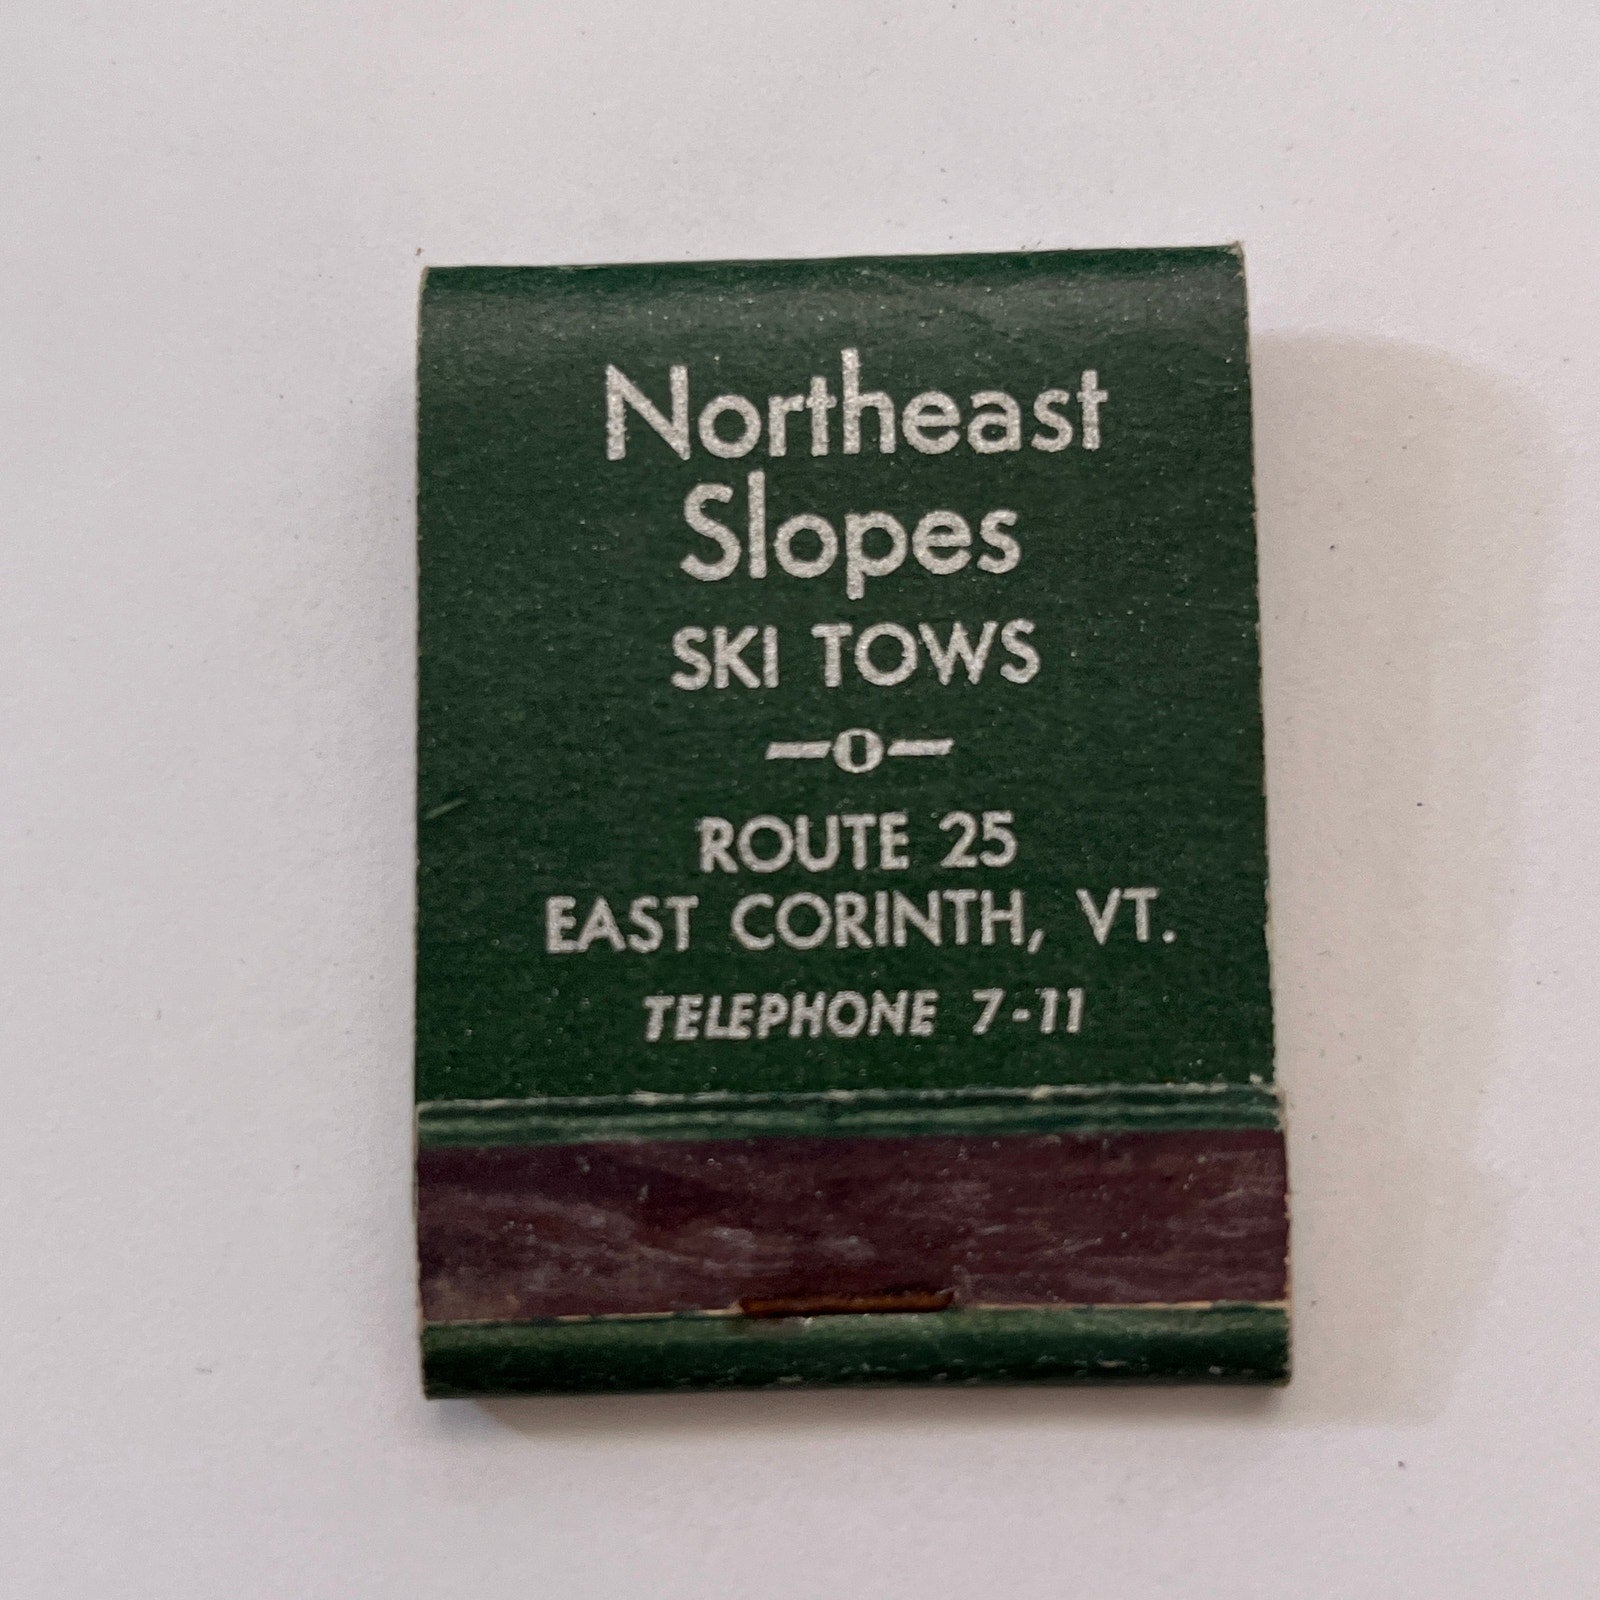 Northeast
Slopes
SKI TOWS
—O—
ROUTE 25
EAST CORINTH, VT.
TELEPHONE 7-11